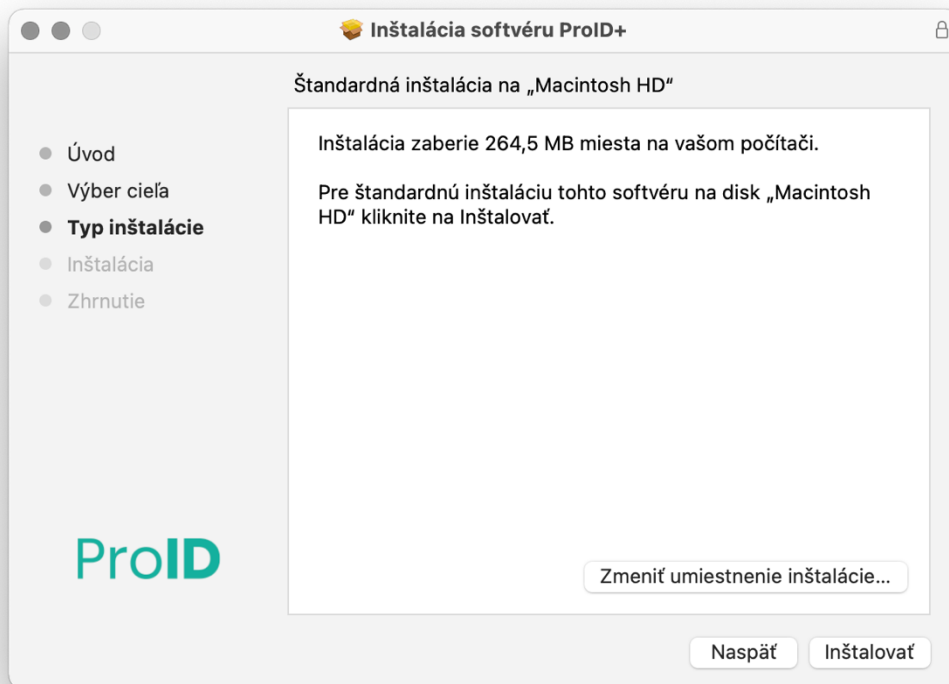 Inštalácia softvéru ProID+
Štandardná inštalácia na „Macintosh HD“
Úvod
Výber cieľa
Typ inštalácie
Inštalácia
Zhrnutie
Inštalácia zaberie 264,5 MB miesta na vašom počítači.
Pre štandardnú inštaláciu tohto softvéru na disk „Macintosh
HD“ kliknite na Inštalovať.
ProID
Zmeniť umiestnenie inštalácie...
Naspäť
Inštalovať